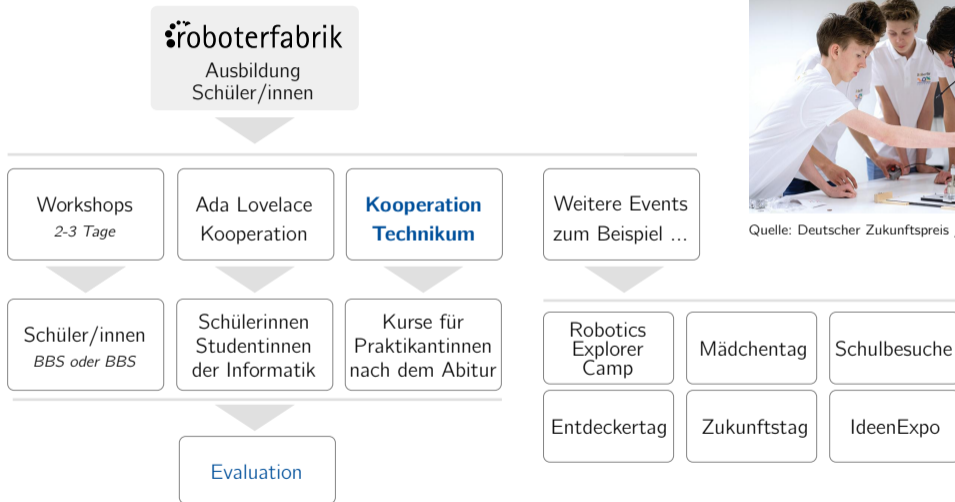 roboterfabrik
Ausbildung
Schüler/innen
Workshops
2-3 Tage
Ada Lovelace
Kooperation
Kooperation
Technikum
Weitere Events
zum Beispiel ...
Quelle: Deutscher Zukunftspreis
Schüler/innen
BBS oder BBS
Schülerinnen
Studentinnen
der Informatik
Kurse für
Praktikantinnen
nach dem Abitur
Robotics
Explorer
Camp
Mädchentag
Schulbesuche
Entdeckertag
Zukunftstag
IdeenExpo
Evaluation